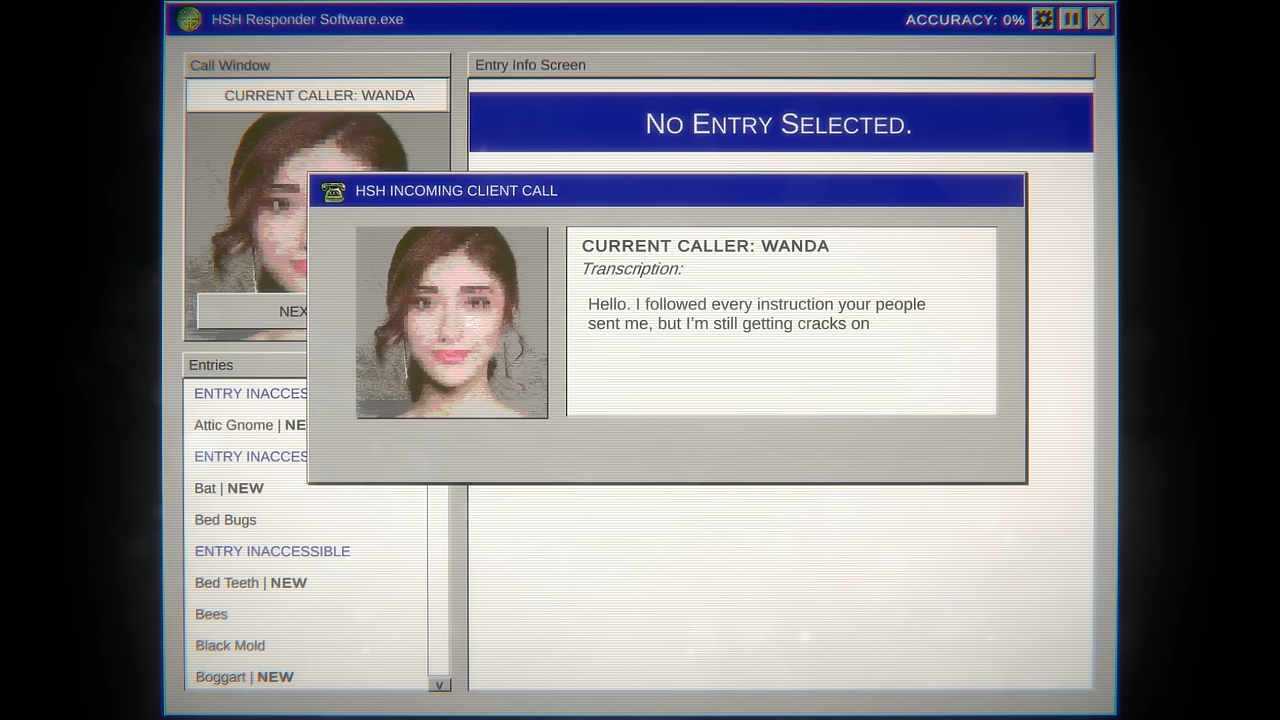 HSH Responder Software.exe
ACCURACY: 0%
X
Call Window
CURRENT CALLER: WANDA
NEX
Entries
ENTRY INACCES
Attic Gnome | NE
ENTRY INACCES
Bat | NEW
Bed Bugs
ENTRY INACCESSIBLE
Bed Teeth | NEW
Bees
Black Mold
Boggart | NEW
v
Entry Info Screen
No Entry Selected.
HSH INCOMING CLIENT CALL
CURRENT CALLER: WANDA
Transcription:
Hello. I followed every instruction your people
sent me, but I'm still getting cracks on